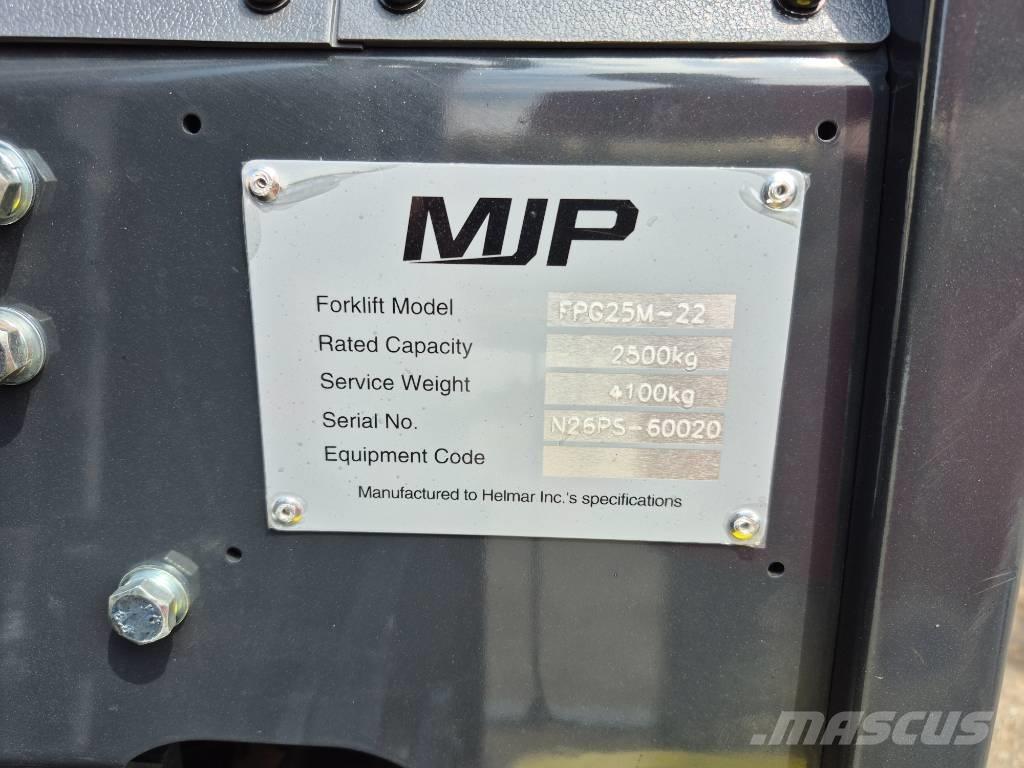 MJP
Forklift Model FPG25M-22
Rated Capacity 2500kg
Service Weight 4100kg
Serial No. N26PS-60020
Equipment Code
Manufactured to Helmar Inc.'s specifications
MASCUS